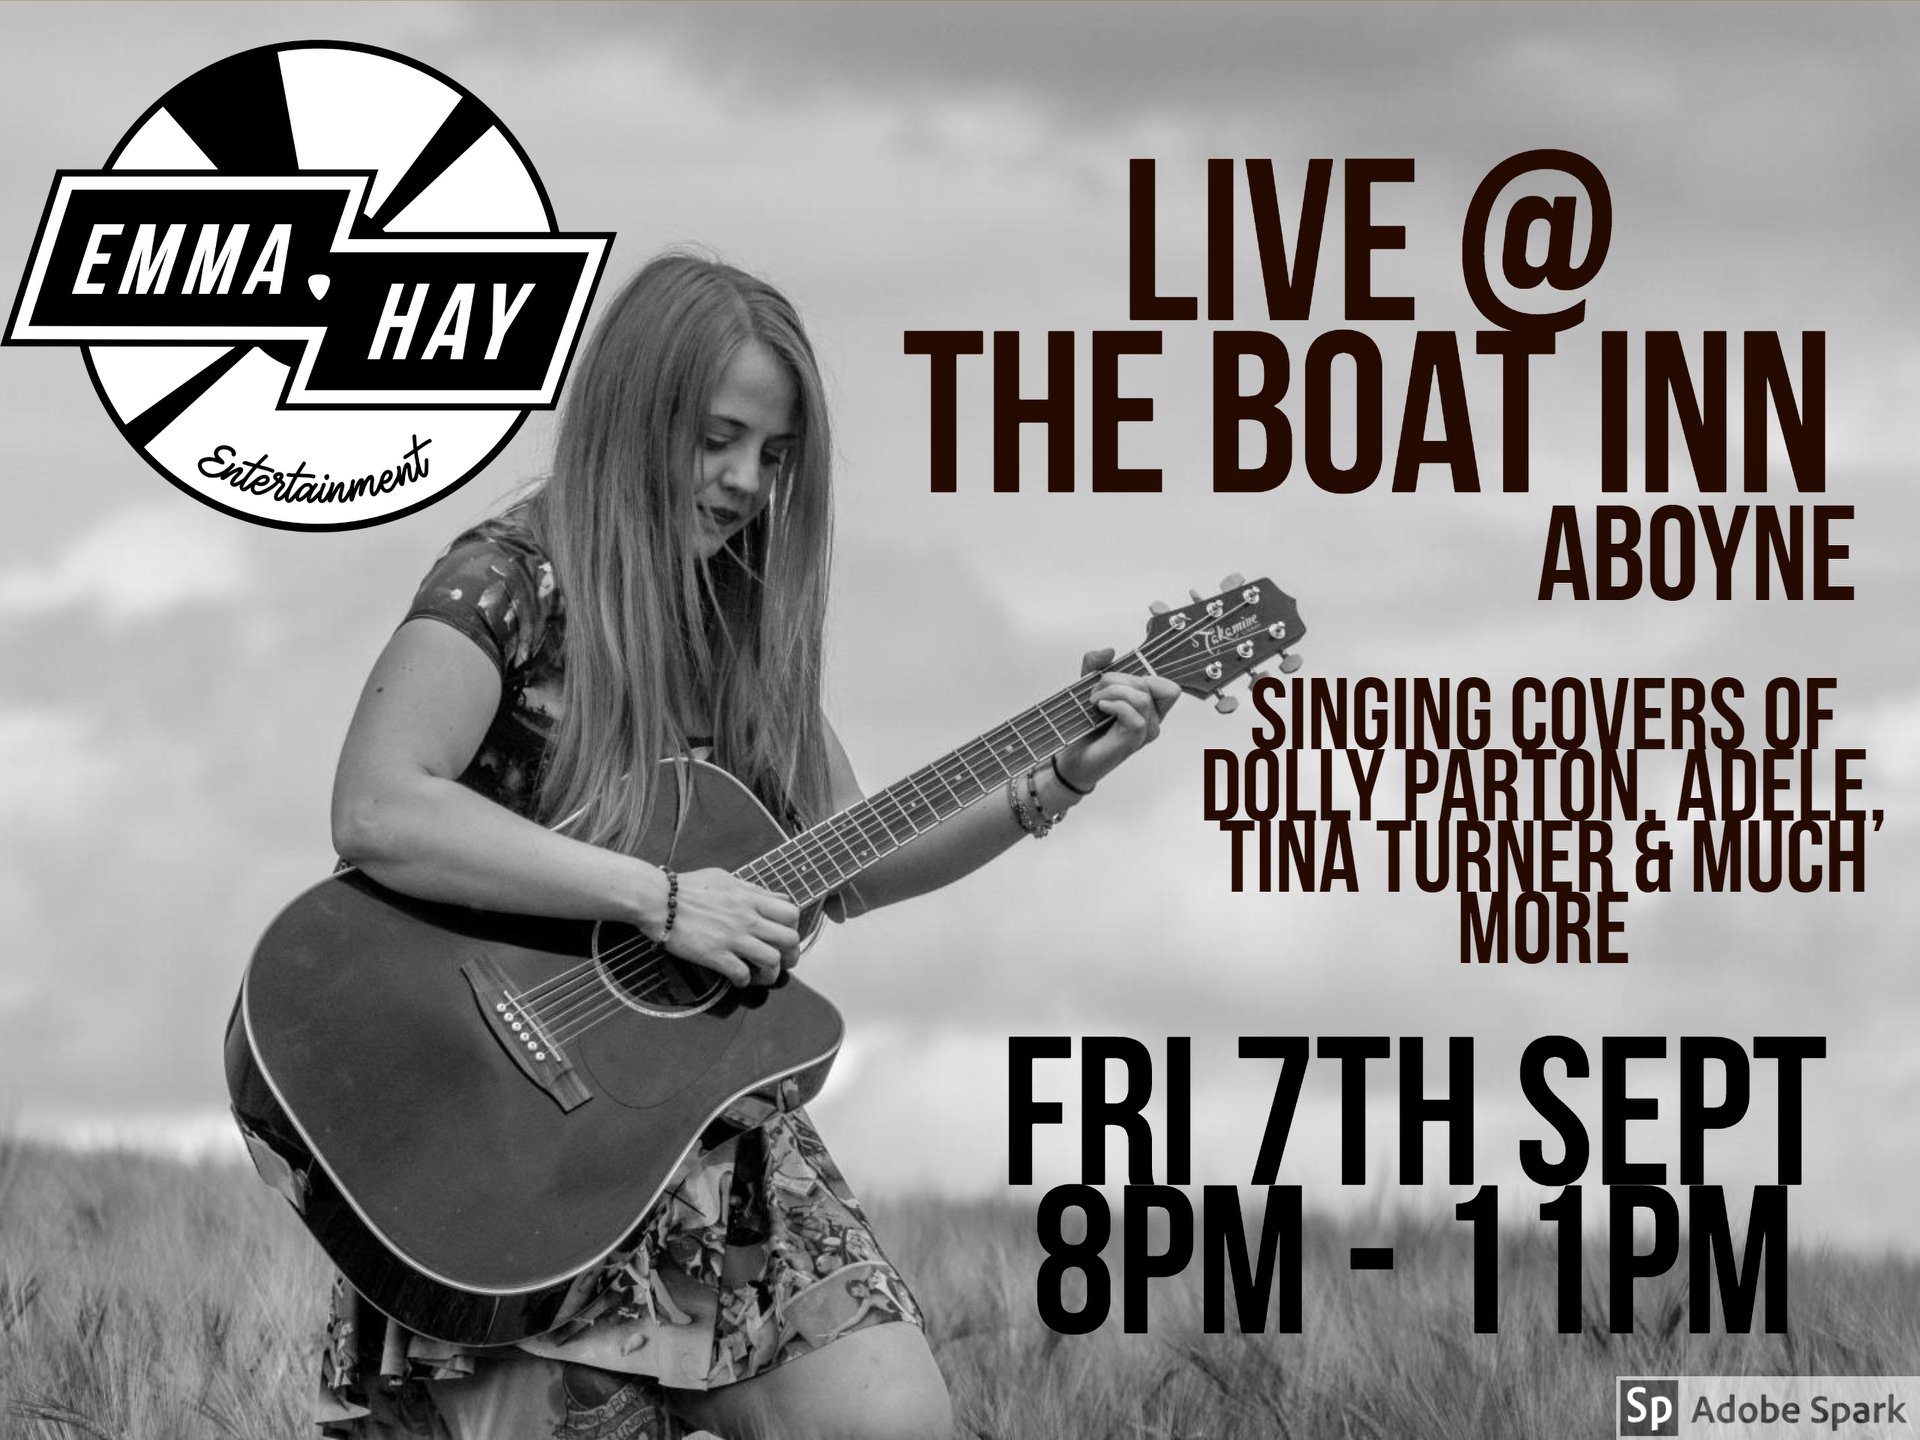 EMMA
HAY
Entertainment
LIVE @
THE BOAT INN
ABOYNE
Takamine
SINGING COVERS OF
DOLLY PARTON, ADELE,
TINA TURNER & MUCH
MORE
FRI 7TH SEPT
8PM - 11PM
Sp Adobe Spark